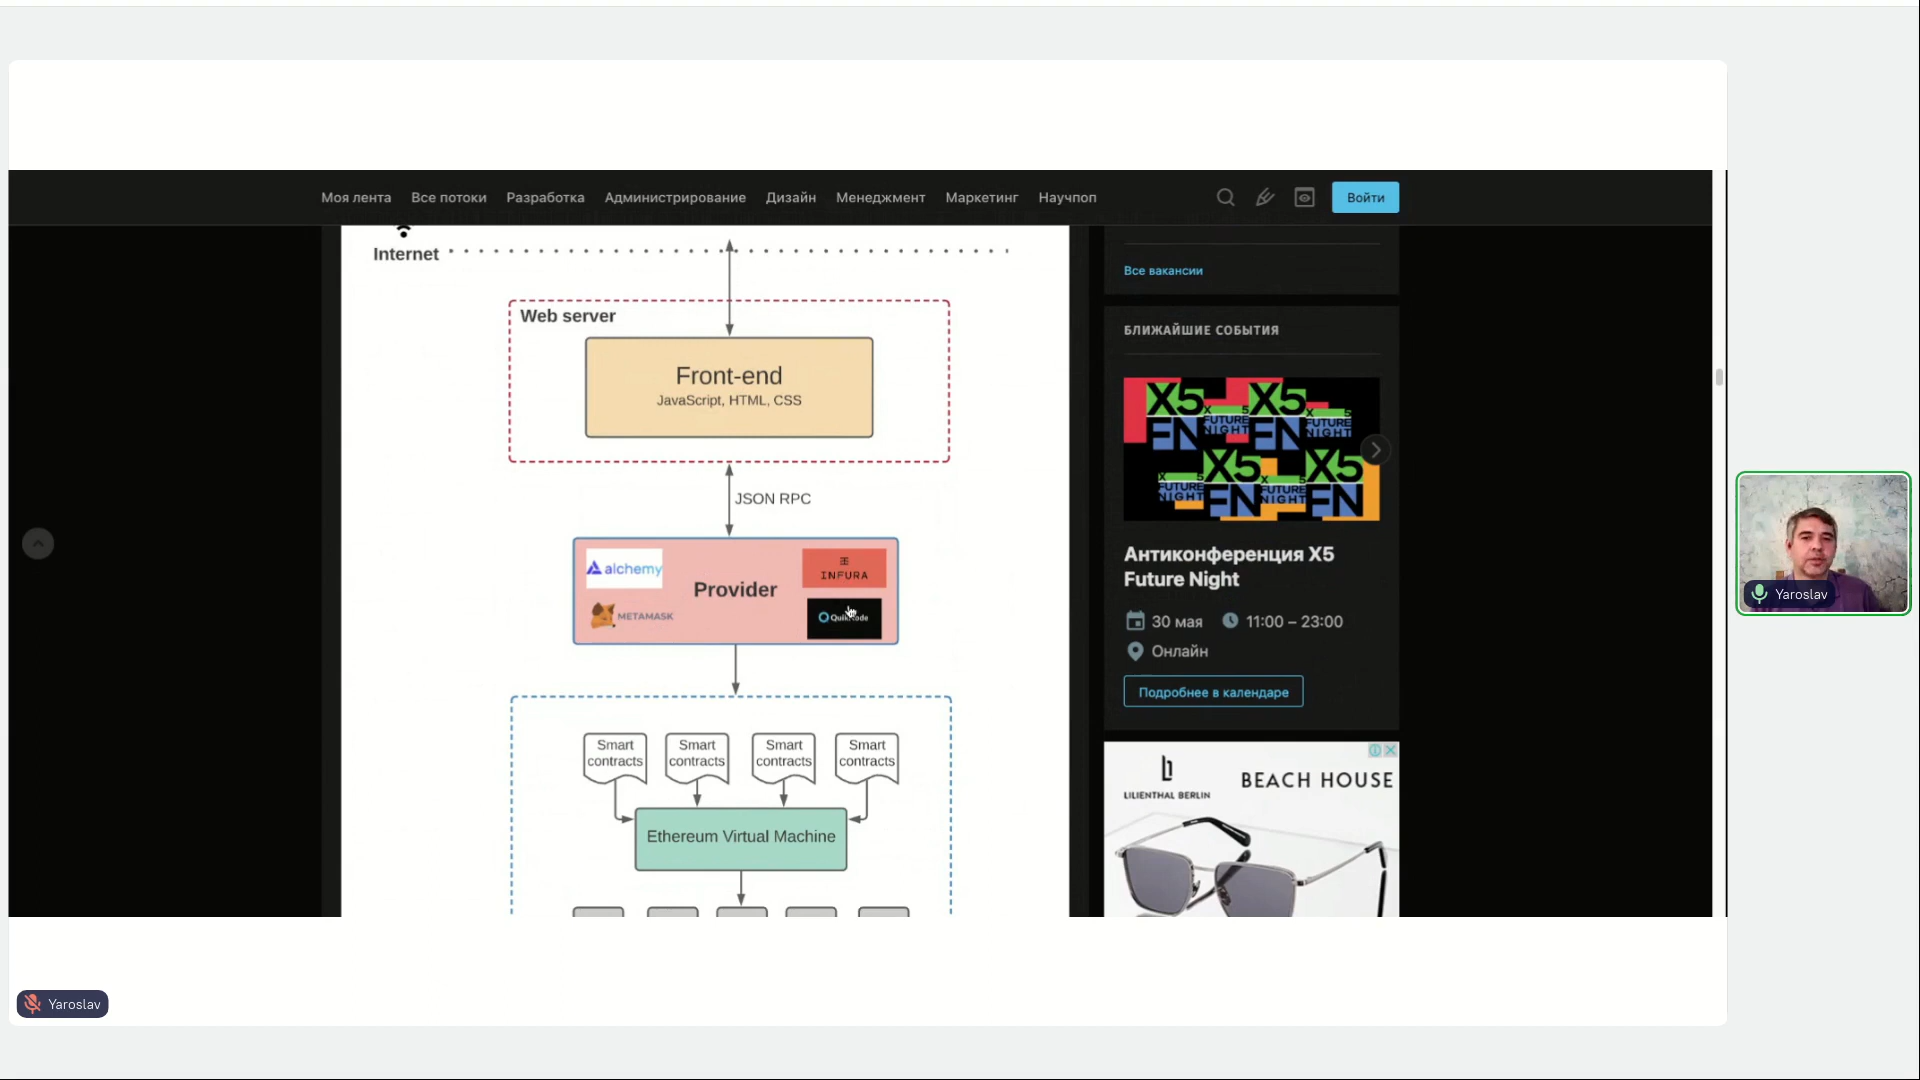 Моя лента Все потоки Разработка Администрирование Дизайн Менеджмент Маркетинг Научпоп Войти
Internet
Web server
Front-end
JavaScript, HTML, CSS
JSON RPC
alchemy
INFURA
Provider
METAMASK
Smart contracts
Smart contracts
Smart contracts
Smart contracts
Ethereum Virtual Machine
Все вакансии
БЛИЖАЙШИЕ СОБЫТИЯ
X5
FUTURE
NIGHT
FN
Антиконференция X5
Future Night
30 мая 11:00 – 23:00
Онлайн
Подробнее в календаре
LILIENTHAL BERLIN
BEACH HOUSE
Yaroslav
Yaroslav